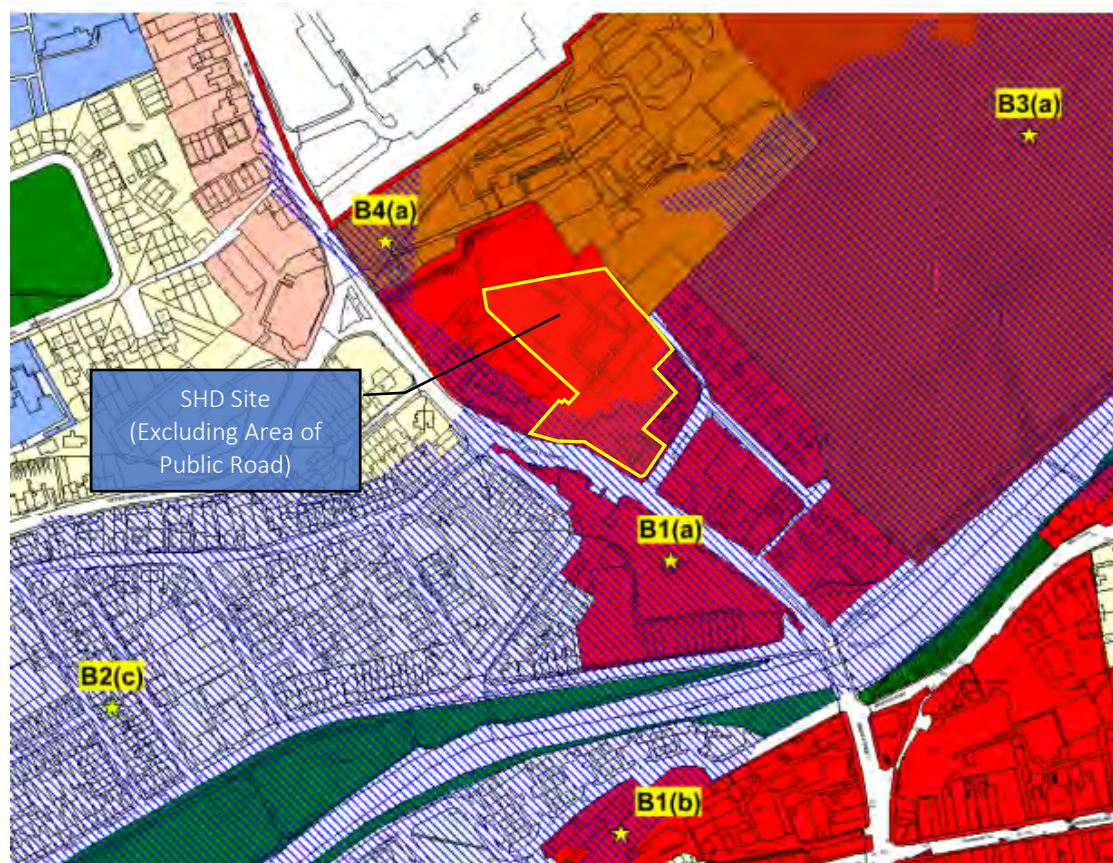 B3(a)
B4(a)
SHD Site
(Excluding Area of
Public Road)
B1(a)
B2(c)
B1(b)